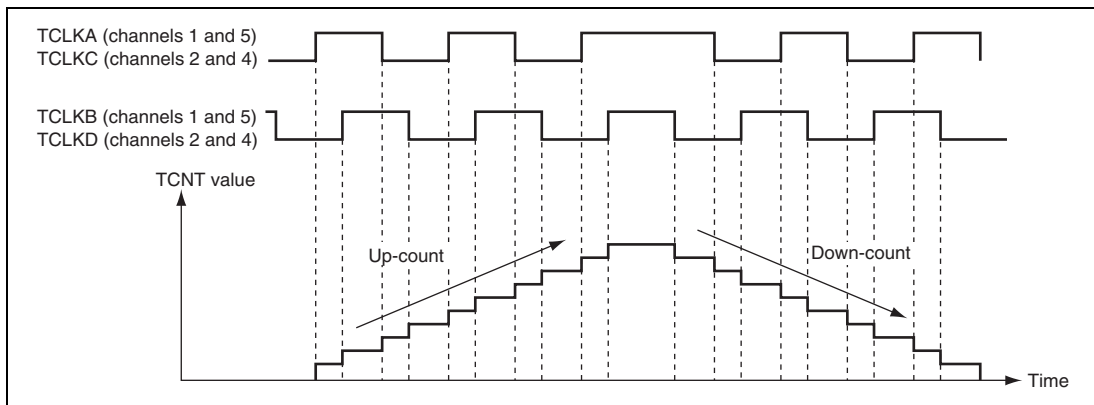 TCLKA (channels 1 and 5)
TCLKC (channels 2 and 4)
TCLKB (channels 1 and 5)
TCLKD (channels 2 and 4)
TCNT value
Up-count
Down-count
Time